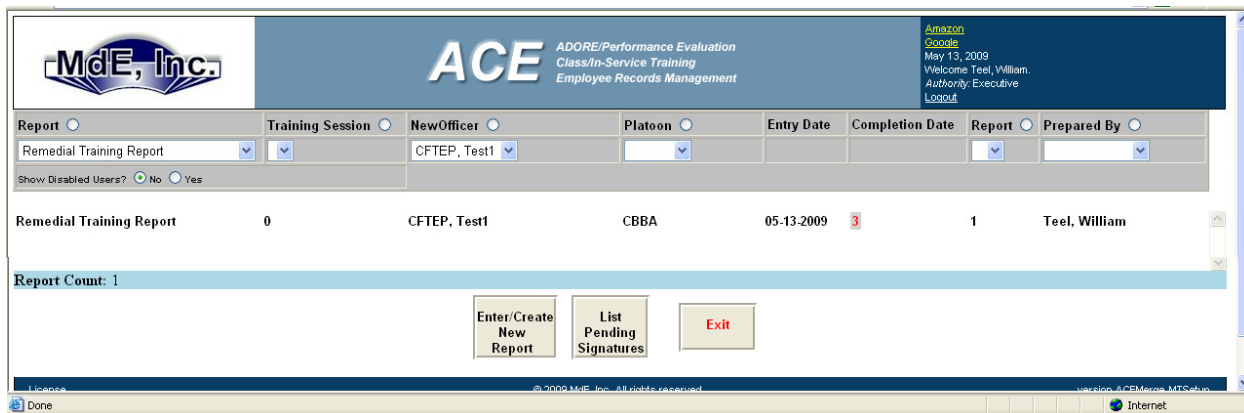 MdE, Inc.
ACE
ADORE/Performance Evaluation
Class/In-Service Training
Employee Records Management
Amazon
Google
May 13, 2009
Welcome Teel, William.
Authority: Executive
Logout
Report Training Session NewOfficer Platoon Entry Date Completion Date Report Prepared By
Remedial Training Report CFTEP, Test1
Show Disabled Users? No Yes
Remedial Training Report 0 CFTEP, Test1 CBBA 05-13-2009 3 1 Teel, William
Report Count: 1
Enter/Create
New
Report
List
Pending
Signatures
Exit
License © 2009 MdE, Inc. All rights reserved version ACEMerge MTSetup
Done Internet